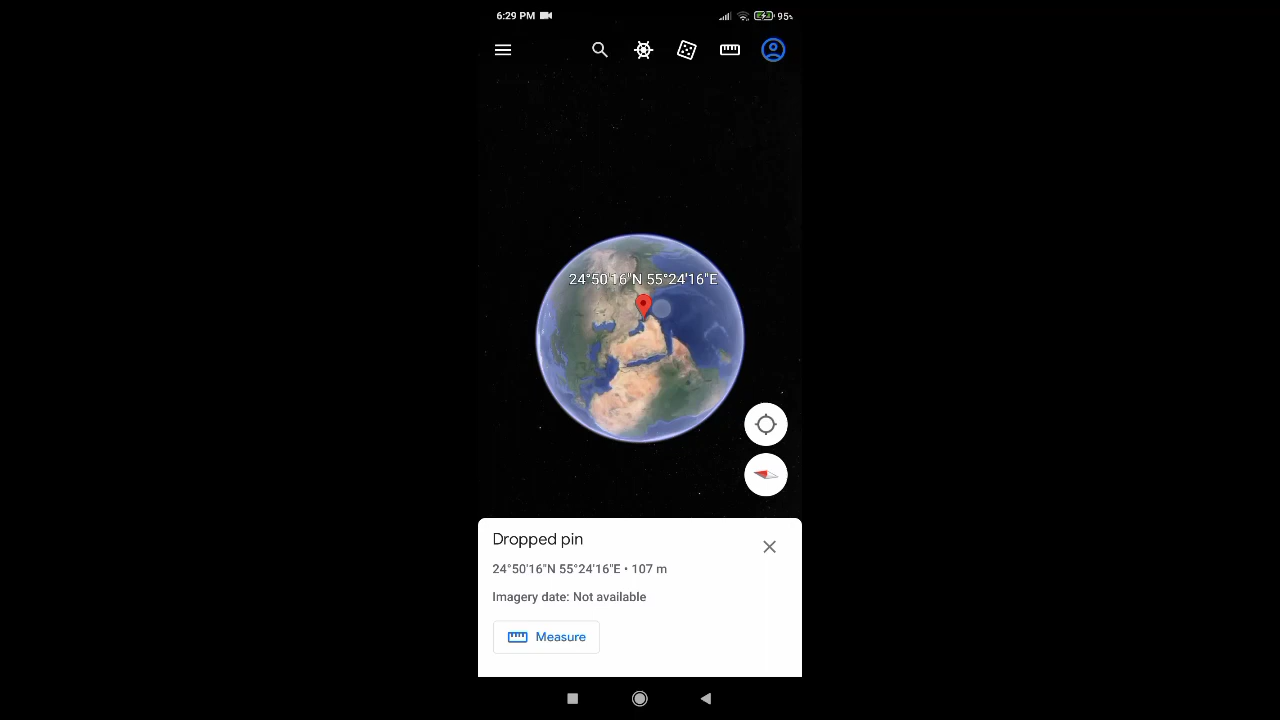 6:29 PM 95%
24°50'16"N 55°24'16"E
Dropped pin
24°50'16"N 55°24'16"E • 107 m
Imagery date: Not available
Measure